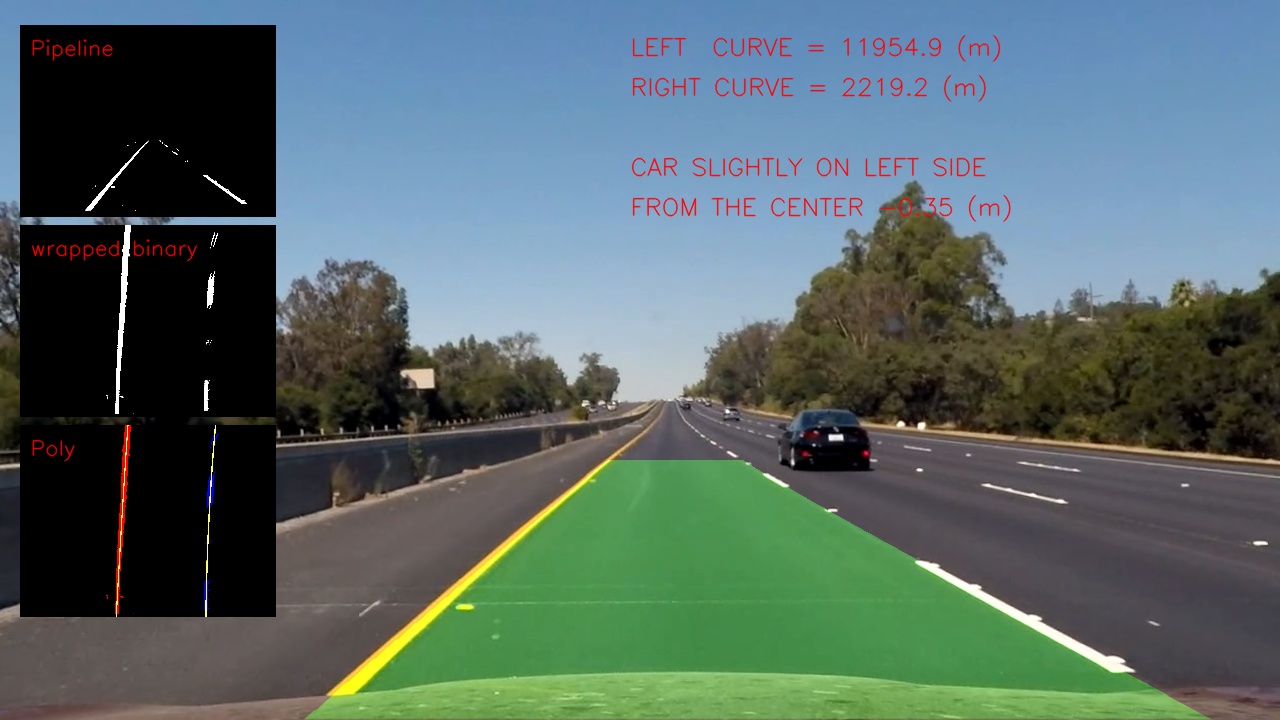 Pipeline
LEFT CURVE = 11954.9 (m)
RIGHT CURVE = 2219.2 (m)
CAR SLIGHTLY ON LEFT SIDE
FROM THE CENTER -0.35 (m)
wrapped binary
Poly